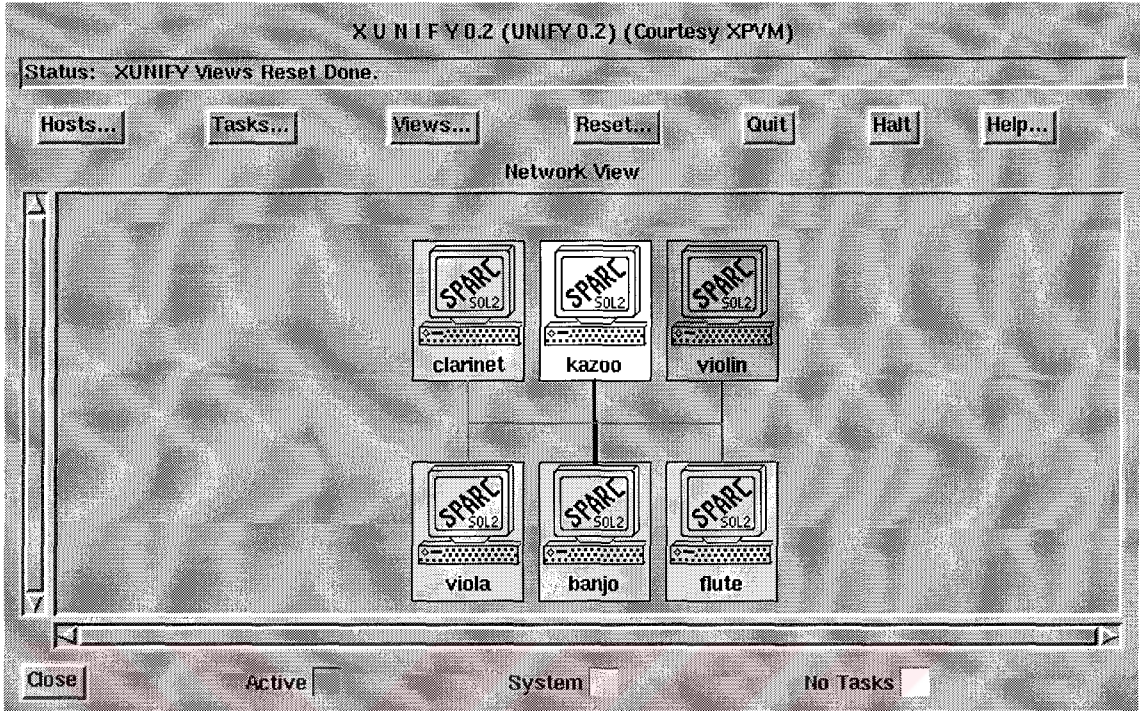 X U N I F Y 0.2 (UNIFY 0.2) (Courtesy XPVM)
Status: XUNIFY Views Reset Done.
Hosts... Tasks... Views... Reset... Quit Halt Help...
Network View
SPARC SPARC SPARC
SOL2 SOL2 SOL2
clarinet kazoo violin
SPARC SPARC SPARC
SOL2 SOL2 SOL2
viola banjo flute
Close Active System No Tasks